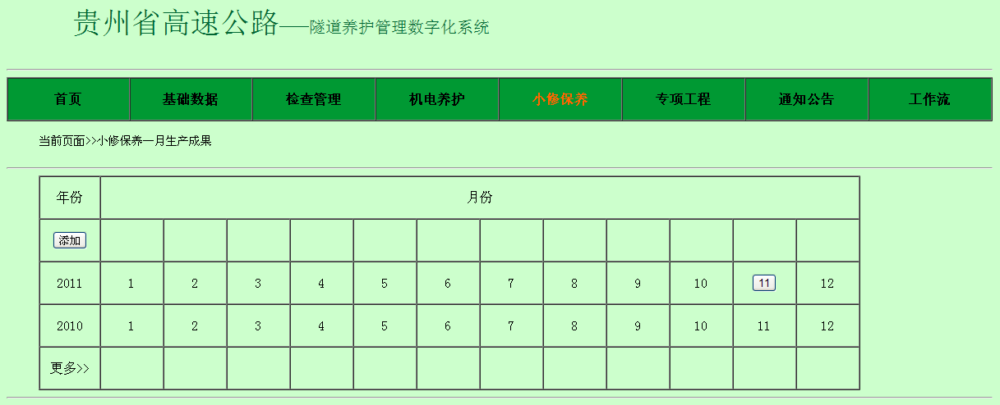 贵州省高速公路——隧道养护管理数字化系统
首页 基础数据 检查管理 机电养护 小修保养 专项工程 通知公告 工作流
当前页面>>小修保养—月生产成果
年份 月份
添加
2011 1 2 3 4 5 6 7 8 9 10 11 12
2010 1 2 3 4 5 6 7 8 9 10 11 12
更多>>